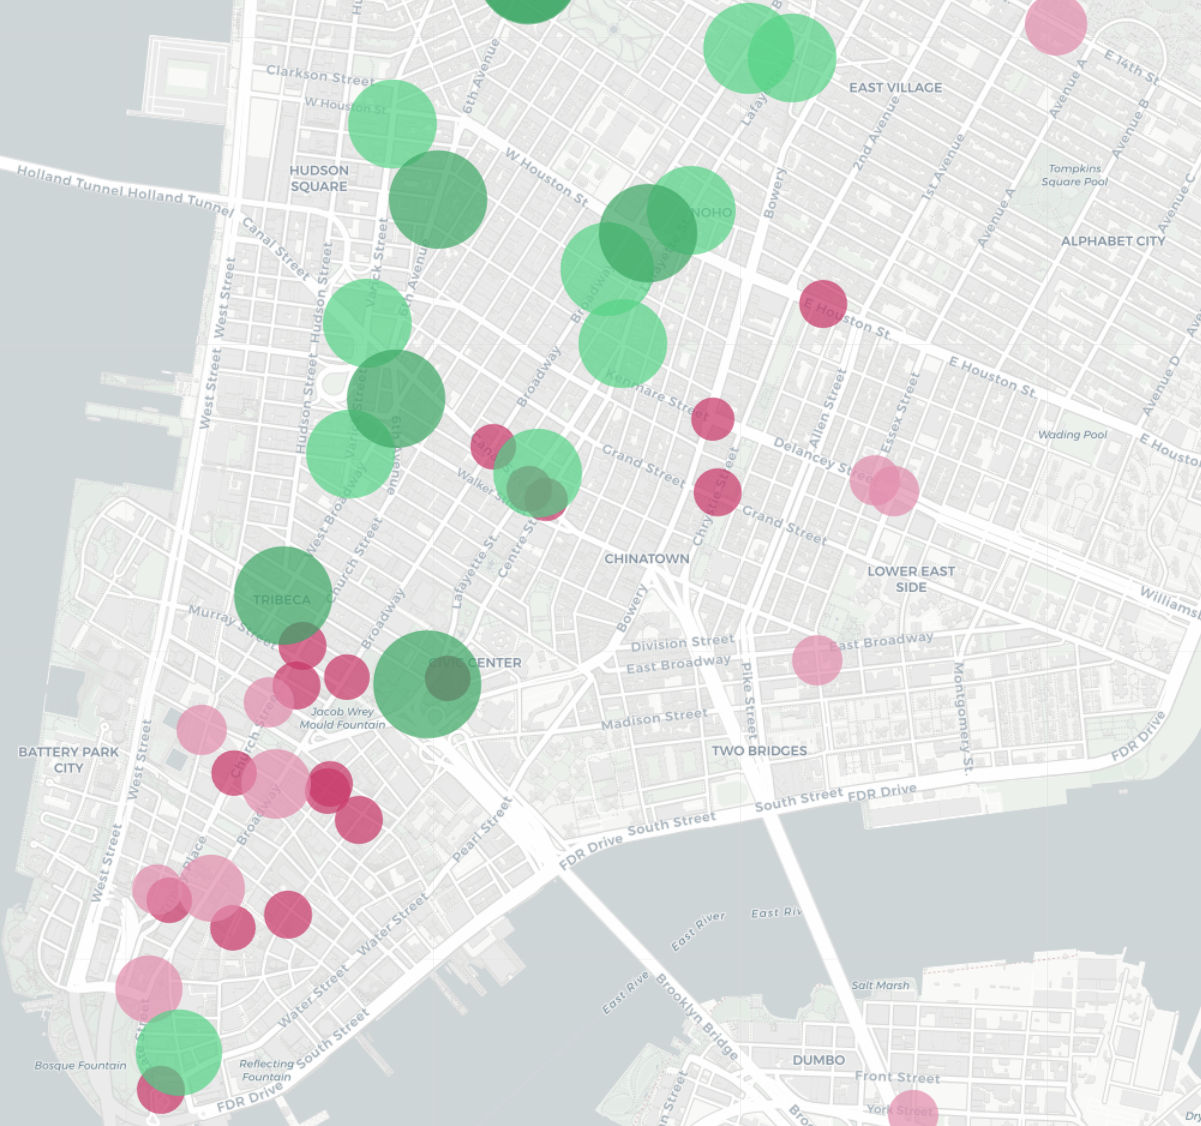 Clarkson Street
W Houston St.
6th Avenue
Lafay
EAST VILLAGE
E 14th St.
Avenue A
Avenue B
2nd Avenue
1st Avenue
HUDSON
SQUARE
W Houston St
Bowery
Tompkins
Square Pool
Avenue C
Holland Tunnel Holland Tunnel
NOHO
Avenue A
ALPHABET CITY
Canal Street
West Street
Hudson Street
Varick Street
6th Avenue
Broadway
E Houston St.
E Houston St.
West Street
Hudson Street
Broadway
Kenmare Street
Allen Street
Essex Street
Avenue D
Wading Pool
E Houston
Delancey Street
Grand Street
Walker St
Grand Street
Chrystie Street
West Broadway
Church Street
Centre St
Lafayette St.
CHINATOWN
LOWER EAST
SIDE
Williamsb
TRIBECA
Murray Street
Broadway
Bowery
Division Street
East Broadway
East Broadway
CIVIC CENTER
Pike Street
Montgomery St.
Jacob Wrey
Mould Fountain
Madison Street
TWO BRIDGES
BATTERY PARK
CITY
West Street
Church Street
Broadway
FDR Drive
South Street
FDR Drive
South Street
FDR Drive
Pearl Street
West Street
Place
Water Street
East River
East Riv
East River
Salt Marsh
Water Street
South Street
Brooklyn Bridge
Bosque Fountain
Reflecting
Fountain
FDR Drive
DUMBO
Front Street
York Street
Broo
n Street
Dry